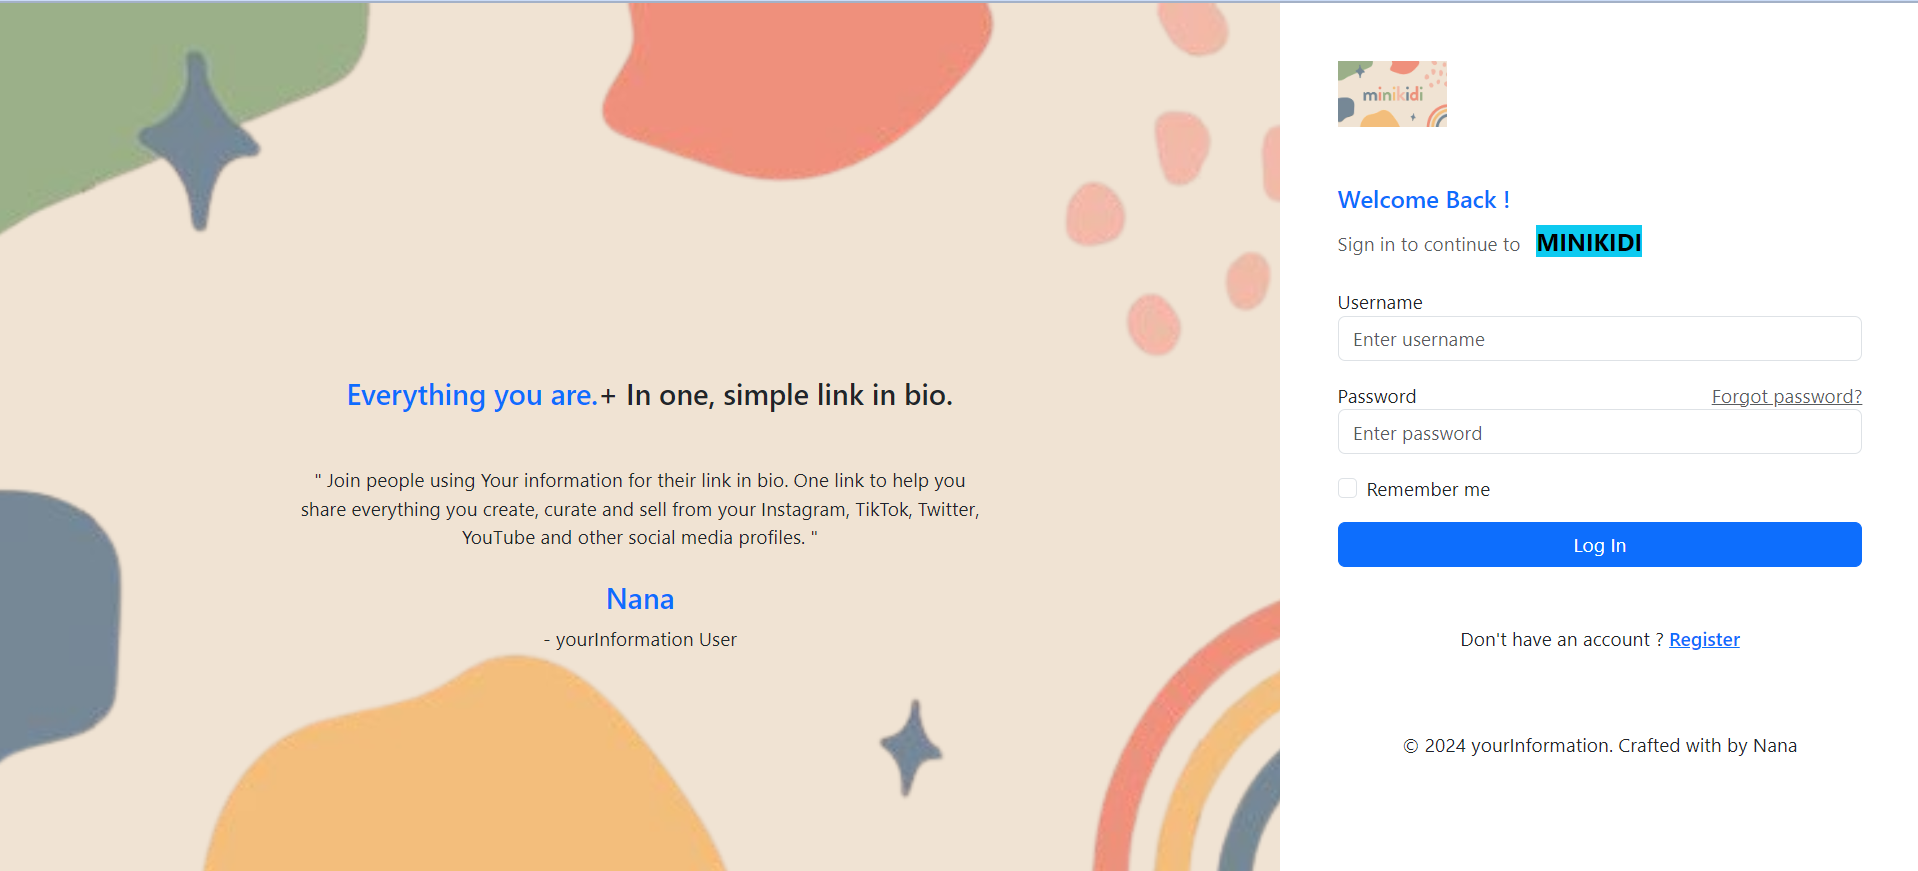 Everything you are.+ In one, simple link in bio.
" Join people using Your information for their link in bio. One link to help you
share everything you create, curate and sell from your Instagram, TikTok, Twitter,
YouTube and other social media profiles. "
Nana
- yourInformation User
minikidi
Welcome Back !
Sign in to continue to MINIKIDI
Username
Enter username
Password Forgot password?
Enter password
Remember me
Log In
Don't have an account ? Register
© 2024 yourInformation. Crafted with by Nana